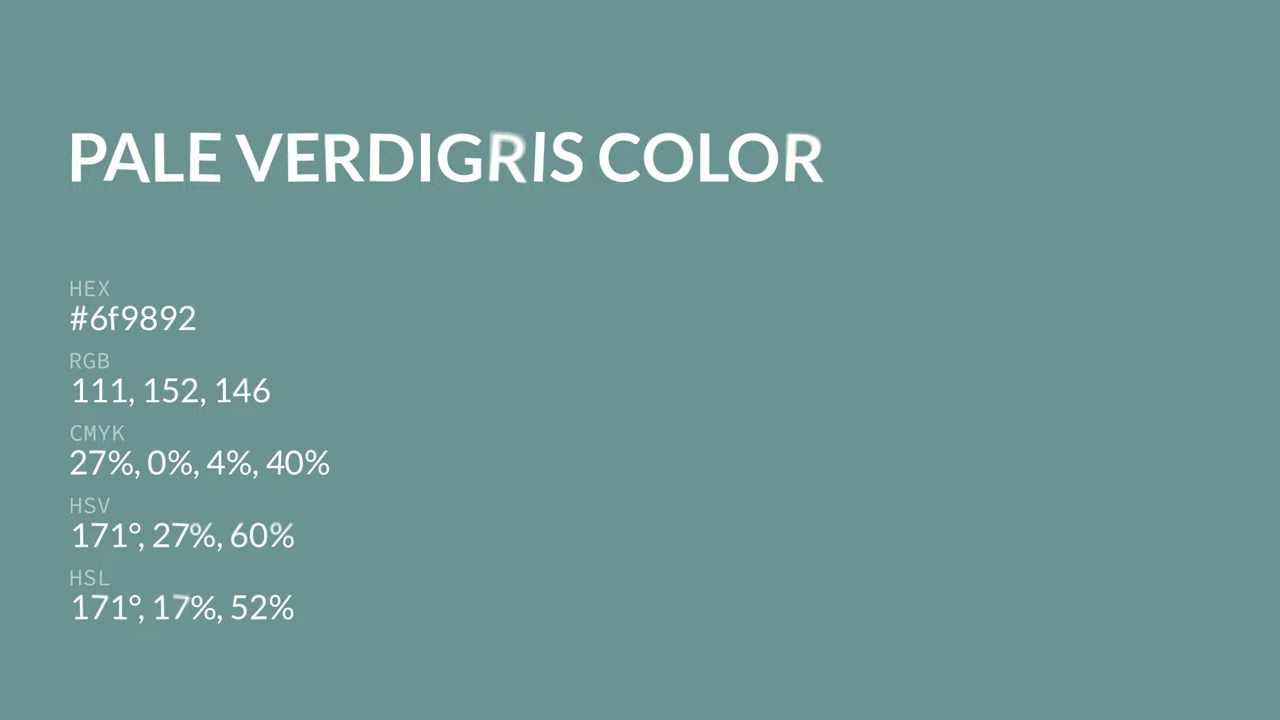 PALE VERDIGRIS COLOR
HEX
#6f9892
RGB
111, 152, 146
CMYK
27%, 0%, 4%, 40%
HSV
171°, 27%, 60%
HSL
171°, 17%, 52%